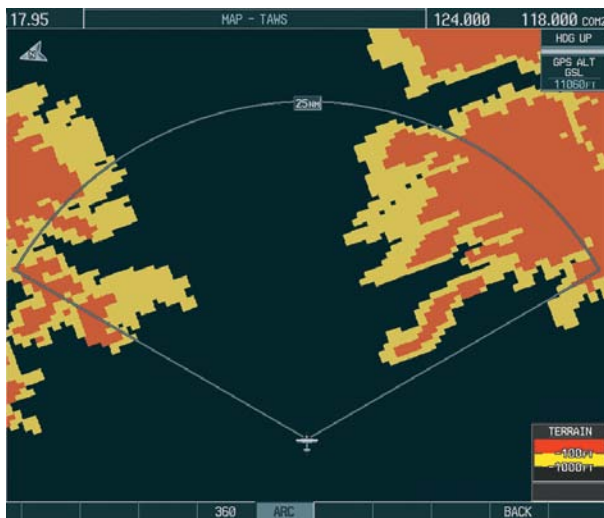 17.95 MAP – TAWS 124.000 118.000 COM2
HDG UP
N
GPS ALT
GSL
11060FT
25NM
TERRAIN
-100FT
-1000FT
360 ARC BACK